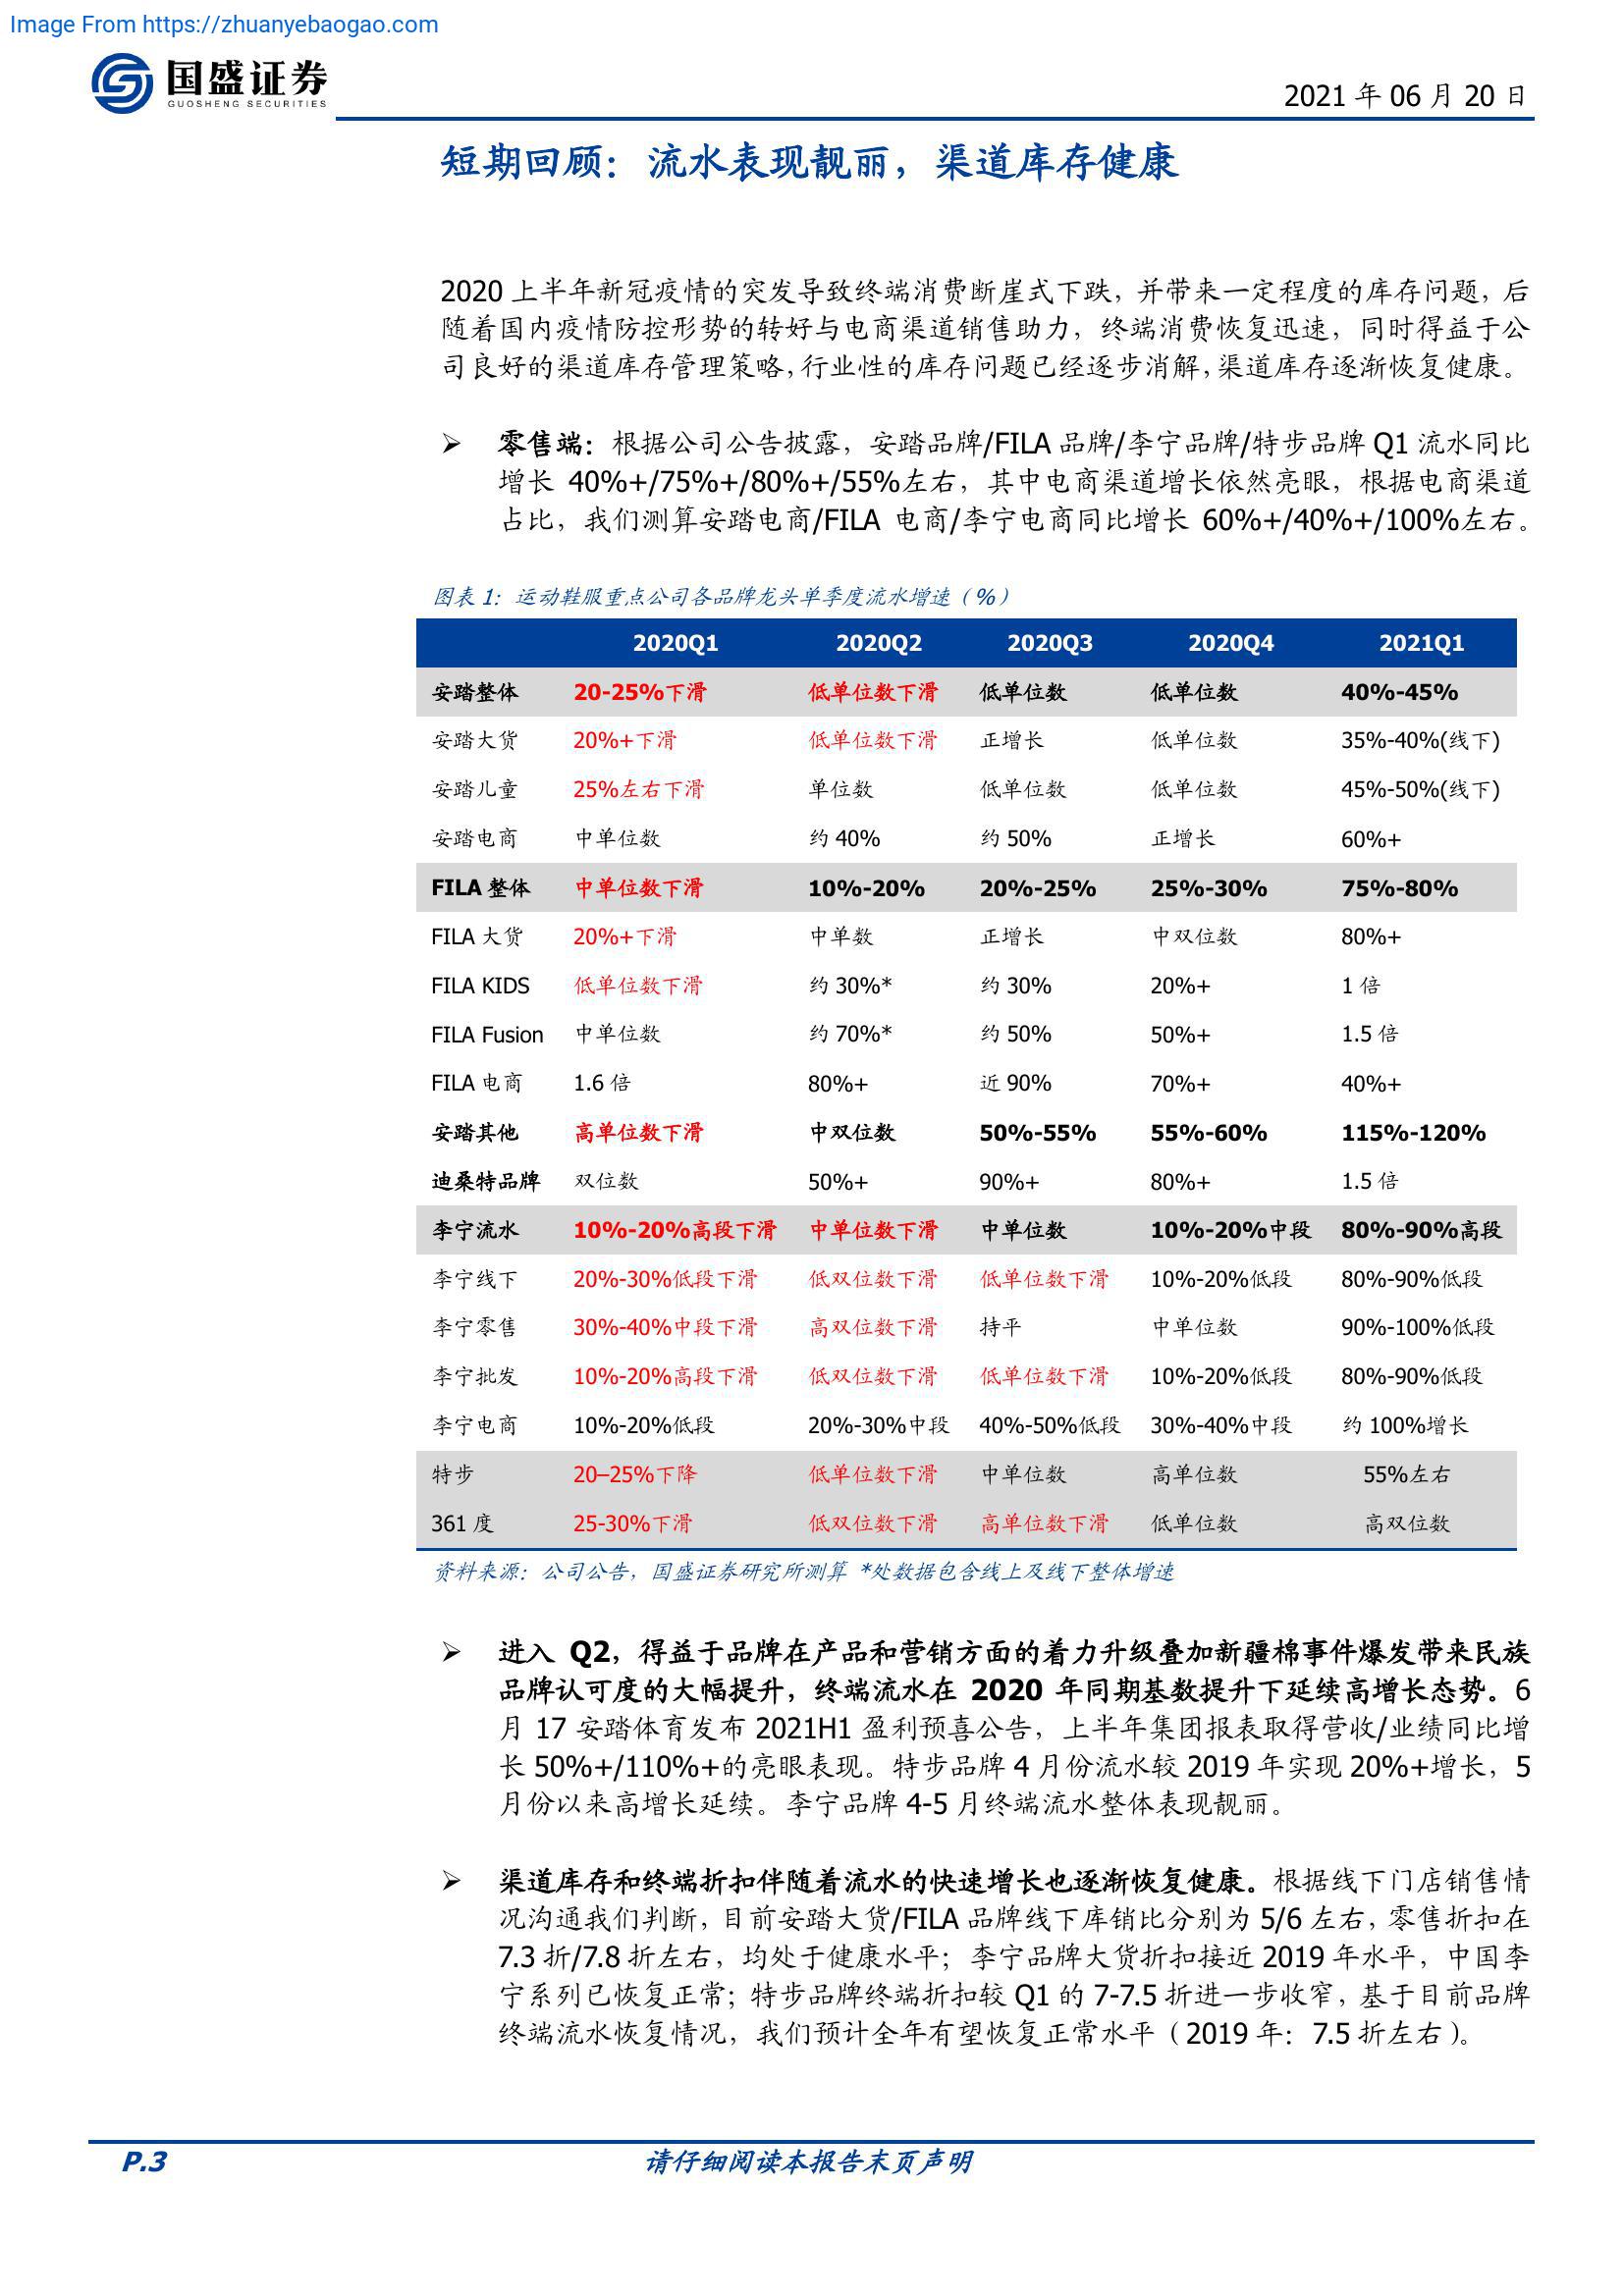 Image From https://zhuanyebaogao.com
国盛证券
GUOSHENG SECURITIES
2021 年 06 月 20 日
短期回顾：流水表现靓丽，渠道库存健康
2020 上半年新冠疫情的突发导致终端消费断崖式下跌，并带来一定程度的库存问题，后
随着国内疫情防控形势的转好与电商渠道销售助力，终端消费恢复迅速，同时得益于公
司良好的渠道库存管理策略，行业性的库存问题已经逐步消解，渠道库存逐渐恢复健康。
➢ 零售端：根据公司公告披露，安踏品牌/FILA 品牌/李宁品牌/特步品牌 Q1 流水同比
增长 40%+/75%+/80%+/55%左右，其中电商渠道增长依然亮眼，根据电商渠道
占比，我们测算安踏电商/FILA 电商/李宁电商同比增长 60%+/40%+/100%左右。
图表 1：运动鞋服重点公司各品牌龙头单季度流水增速（%）
2020Q1 2020Q2 2020Q3 2020Q4 2021Q1
安踏整体 20-25%下滑 低单位数下滑 低单位数 低单位数 40%-45%
安踏大货 20%+下滑 低单位数下滑 正增长 低单位数 35%-40%(线下)
安踏儿童 25%左右下滑 单位数 低单位数 低单位数 45%-50%(线下)
安踏电商 中单位数 约 40% 约 50% 正增长 60%+
FILA 整体 中单位数下滑 10%-20% 20%-25% 25%-30% 75%-80%
FILA 大货 20%+下滑 中单数 正增长 中双位数 80%+
FILA KIDS 低单位数下滑 约 30%* 约 30% 20%+ 1 倍
FILA Fusion 中单位数 约 70%* 约 50% 50%+ 1.5 倍
FILA 电商 1.6 倍 80%+ 近 90% 70%+ 40%+
安踏其他 高单位数下滑 中双位数 50%-55% 55%-60% 115%-120%
迪桑特品牌 双位数 50%+ 90%+ 80%+ 1.5 倍
李宁流水 10%-20%高段下滑 中单位数下滑 中单位数 10%-20%中段 80%-90%高段
李宁线下 20%-30%低段下滑 低双位数下滑 低单位数下滑 10%-20%低段 80%-90%低段
李宁零售 30%-40%中段下滑 高双位数下滑 持平 中单位数 90%-100%低段
李宁批发 10%-20%高段下滑 低双位数下滑 低单位数下滑 10%-20%低段 80%-90%低段
李宁电商 10%-20%低段 20%-30%中段 40%-50%低段 30%-40%中段 约 100%增长
特步 20–25%下降 低单位数下滑 中单位数 高单位数 55%左右
361 度 25-30%下滑 低双位数下滑 高单位数下滑 低单位数 高双位数
资料来源：公司公告，国盛证券研究所测算 *处数据包含线上及线下整体增速
➢ 进入 Q2，得益于品牌在产品和营销方面的着力升级叠加新疆棉事件爆发带来民族
品牌认可度的大幅提升，终端流水在 2020 年同期基数提升下延续高增长态势。6
月 17 安踏体育发布 2021H1 盈利预喜公告，上半年集团报表取得营收/业绩同比增
长 50%+/110%+的亮眼表现。特步品牌 4 月份流水较 2019 年实现 20%+增长，5
月份以来高增长延续。李宁品牌 4-5 月终端流水整体表现靓丽。
➢ 渠道库存和终端折扣伴随着流水的快速增长也逐渐恢复健康。根据线下门店销售情
况沟通我们判断，目前安踏大货/FILA 品牌线下库销比分别为 5/6 左右，零售折扣在
7.3 折/7.8 折左右，均处于健康水平；李宁品牌大货折扣接近 2019 年水平，中国李
宁系列已恢复正常；特步品牌终端折扣较 Q1 的 7-7.5 折进一步收窄，基于目前品牌
终端流水恢复情况，我们预计全年有望恢复正常水平（2019 年：7.5 折左右）。
P.3
请仔细阅读本报告末页声明